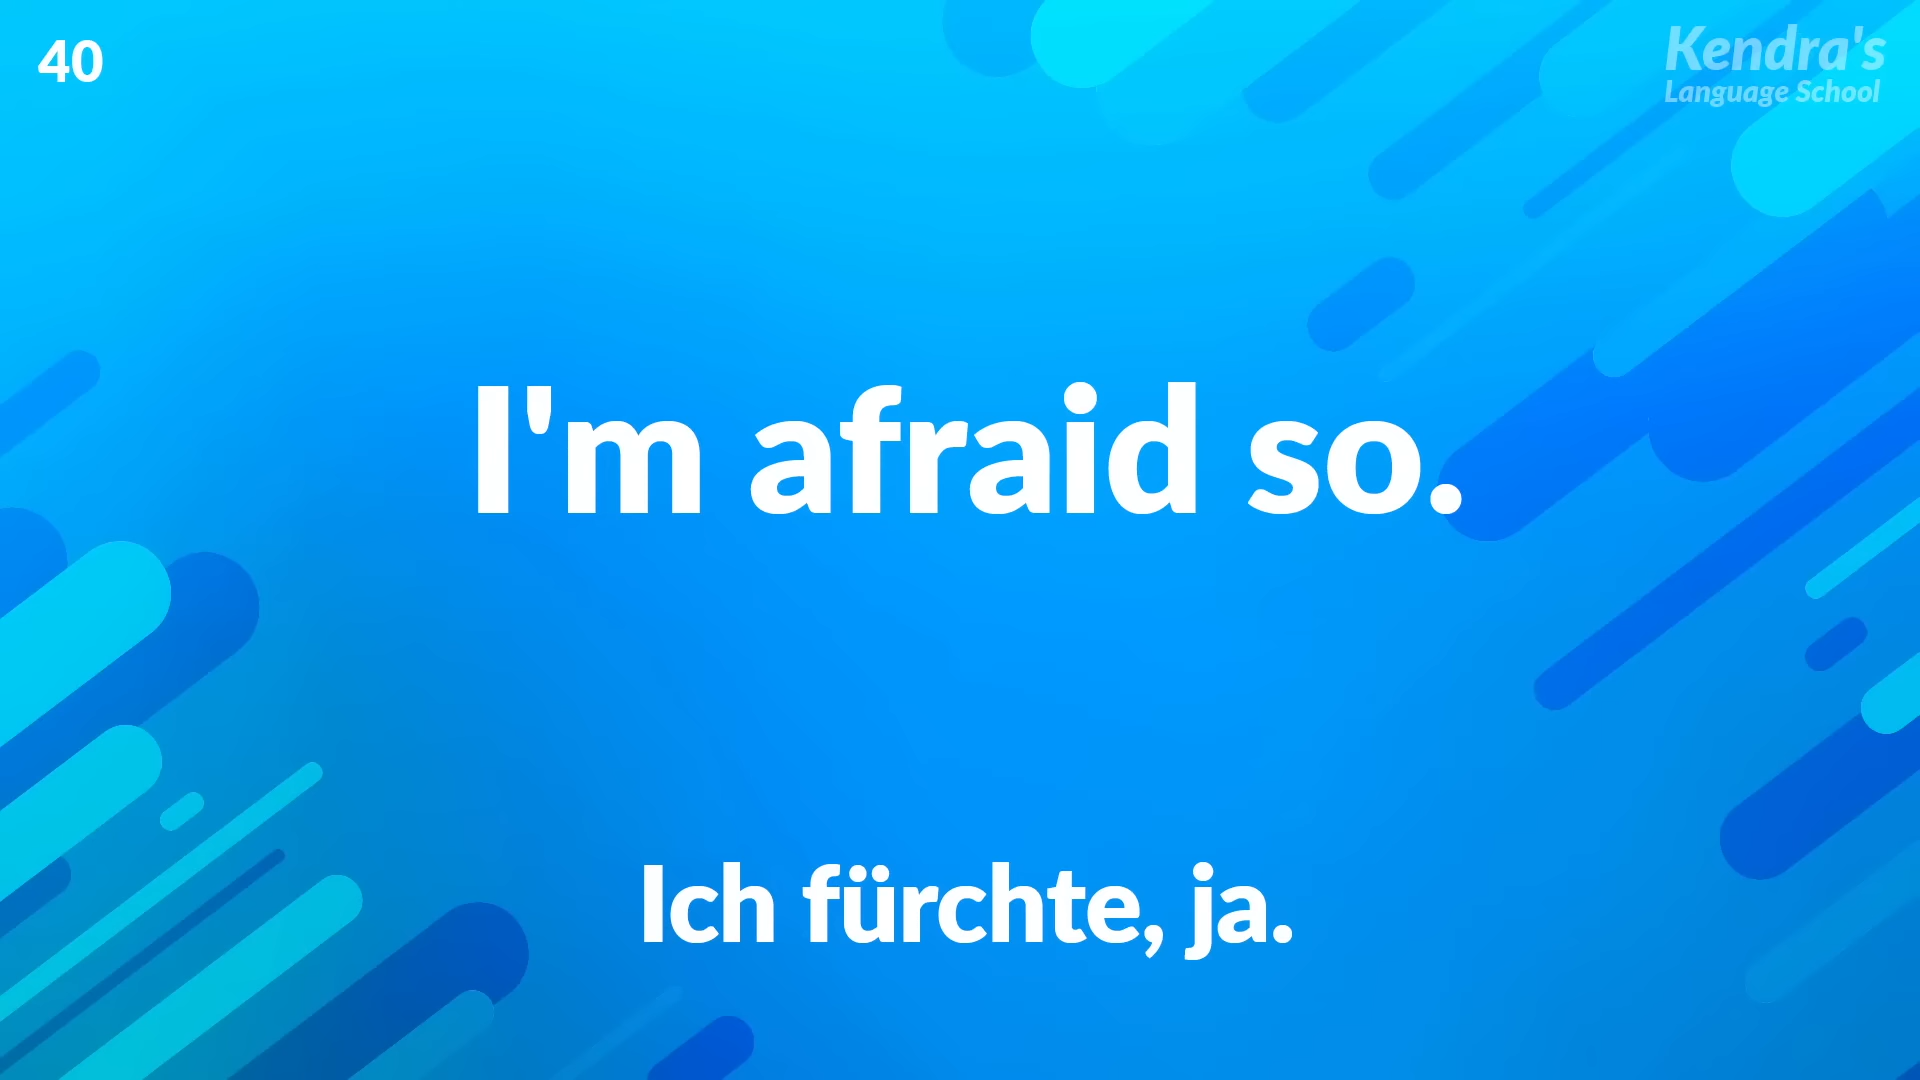 40
Kendra's
Language School
I'm afraid so.
Ich fürchte, ja.